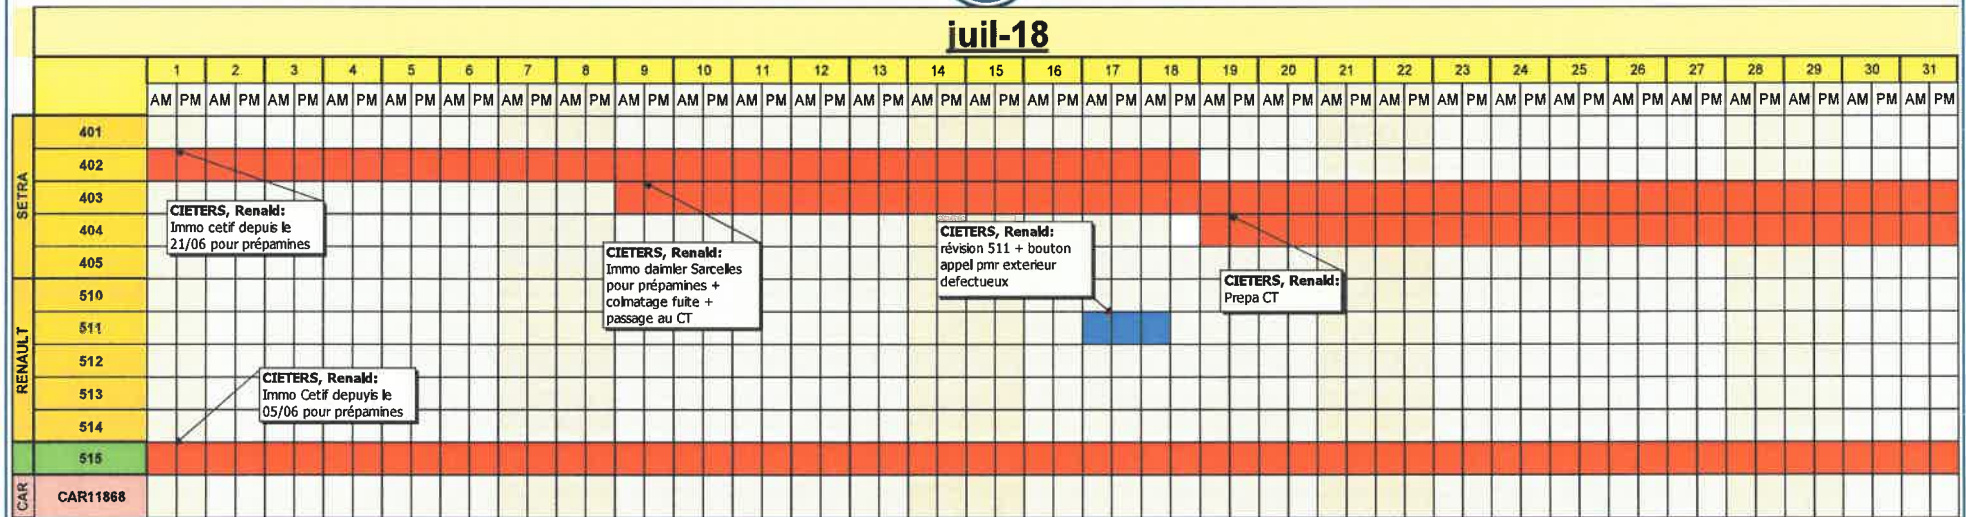 juil-18
1 2 3 4 5 6 7 8 9 10 11 12 13 14 15 16 17 18 19 20 21 22 23 24 25 26 27 28 29 30 31
AM PM AM PM AM PM AM PM AM PM AM PM AM PM AM PM AM PM AM PM AM PM AM PM AM PM AM PM AM PM AM PM AM PM AM PM AM PM AM PM AM PM AM PM AM PM AM PM AM PM AM PM AM PM AM PM AM PM AM PM AM PM
SETRA
401
402
403
404
405
CIETERS, Renald:
Immo cetif depuis le
21/06 pour prépamines
CIETERS, Renald:
Immo daimler Sarcelles
pour prépamines +
colmatage fuite +
passage au CT
CIETERS, Renald:
révision 511 + bouton
appel pmr exterieur
defectueux
CIETERS, Renald:
Prepa CT
RENAULT
510
511
512
513
514
CIETERS, Renald:
Immo Cetif depuyis le
05/06 pour prépamines
515
CAR
CAR11868